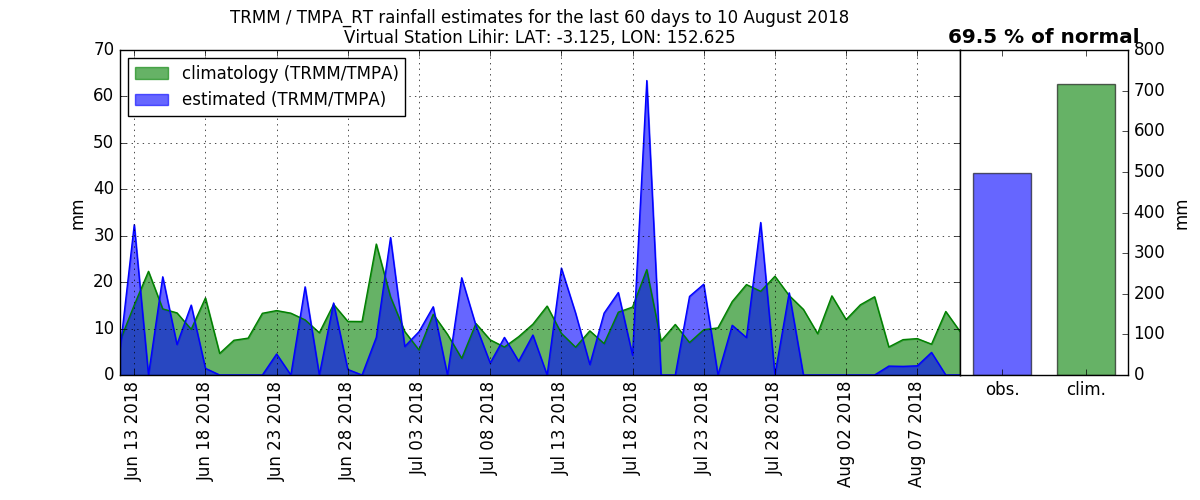 TRMM / TMPA_RT rainfall estimates for the last 60 days to 10 August 2018
Virtual Station Lihir: LAT: -3.125, LON: 152.625
69.5 % of normal
climatology (TRMM/TMPA)
estimated (TRMM/TMPA)
mm
70
60
50
40
30
20
10
0
Jun 13 2018
Jun 18 2018
Jun 23 2018
Jun 28 2018
Jul 03 2018
Jul 08 2018
Jul 13 2018
Jul 18 2018
Jul 23 2018
Jul 28 2018
Aug 02 2018
Aug 07 2018
obs.
clim.
800
700
600
500
400
300
200
100
0
mm